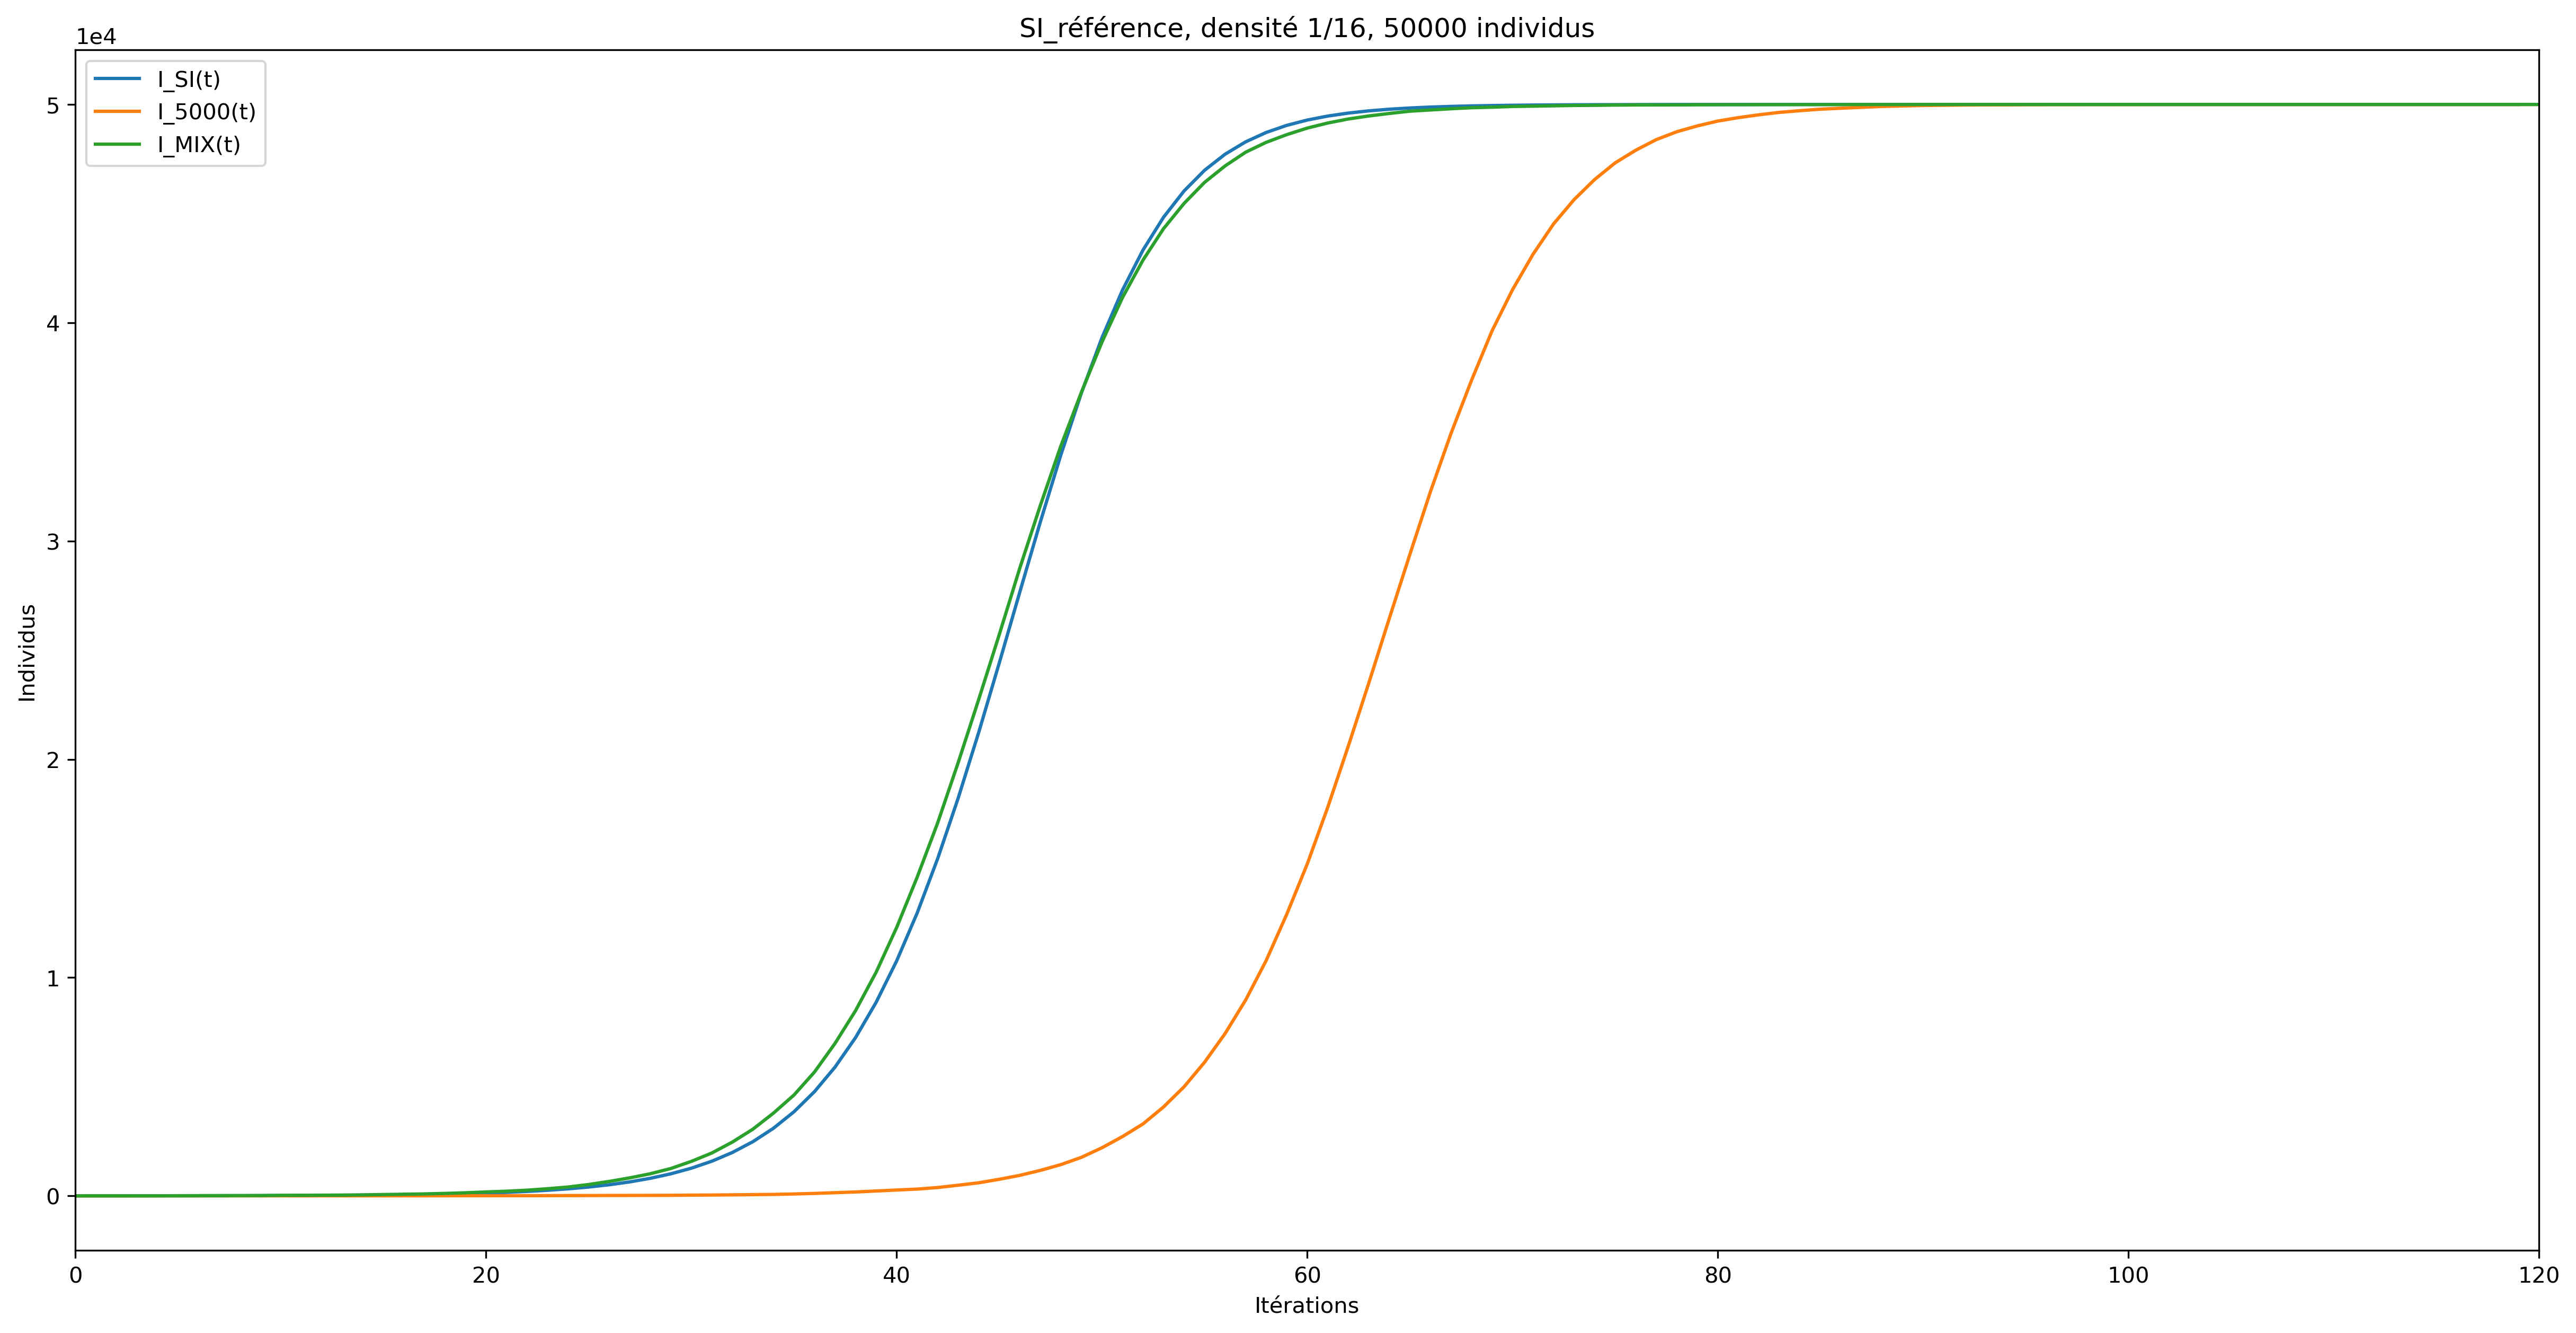 SI_référence, densité 1/16, 50000 individus
1e4
I_SI(t)
I_5000(t)
I_MIX(t)
5
4
3
2
1
0
Individus
0 20 40 60 80 100 120
Itérations